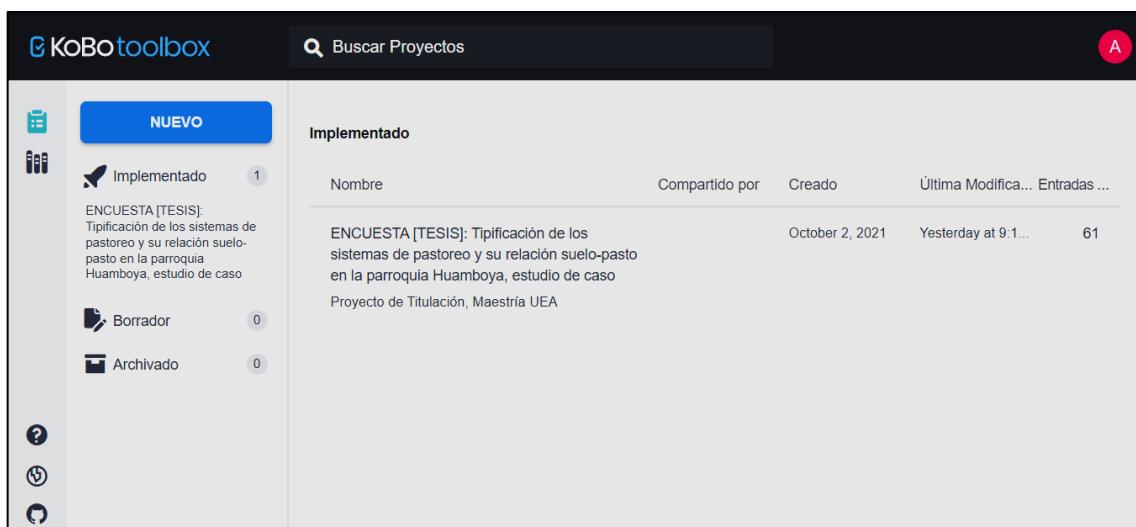 KoBotoolbox
Buscar Proyectos
A
NUEVO
Implementado 1
ENCUESTA [TESIS]:
Tipificación de los sistemas de
pastoreo y su relación suelo-
pasto en la parroquia
Huamboya, estudio de caso
Borrador 0
Archivado 0
Implementado
Nombre Compartido por Creado Última Modifica... Entradas ...
ENCUESTA [TESIS]: Tipificación de los October 2, 2021 Yesterday at 9:1... 61
sistemas de pastoreo y su relación suelo-pasto
en la parroquia Huamboya, estudio de caso
Proyecto de Titulación, Maestría UEA